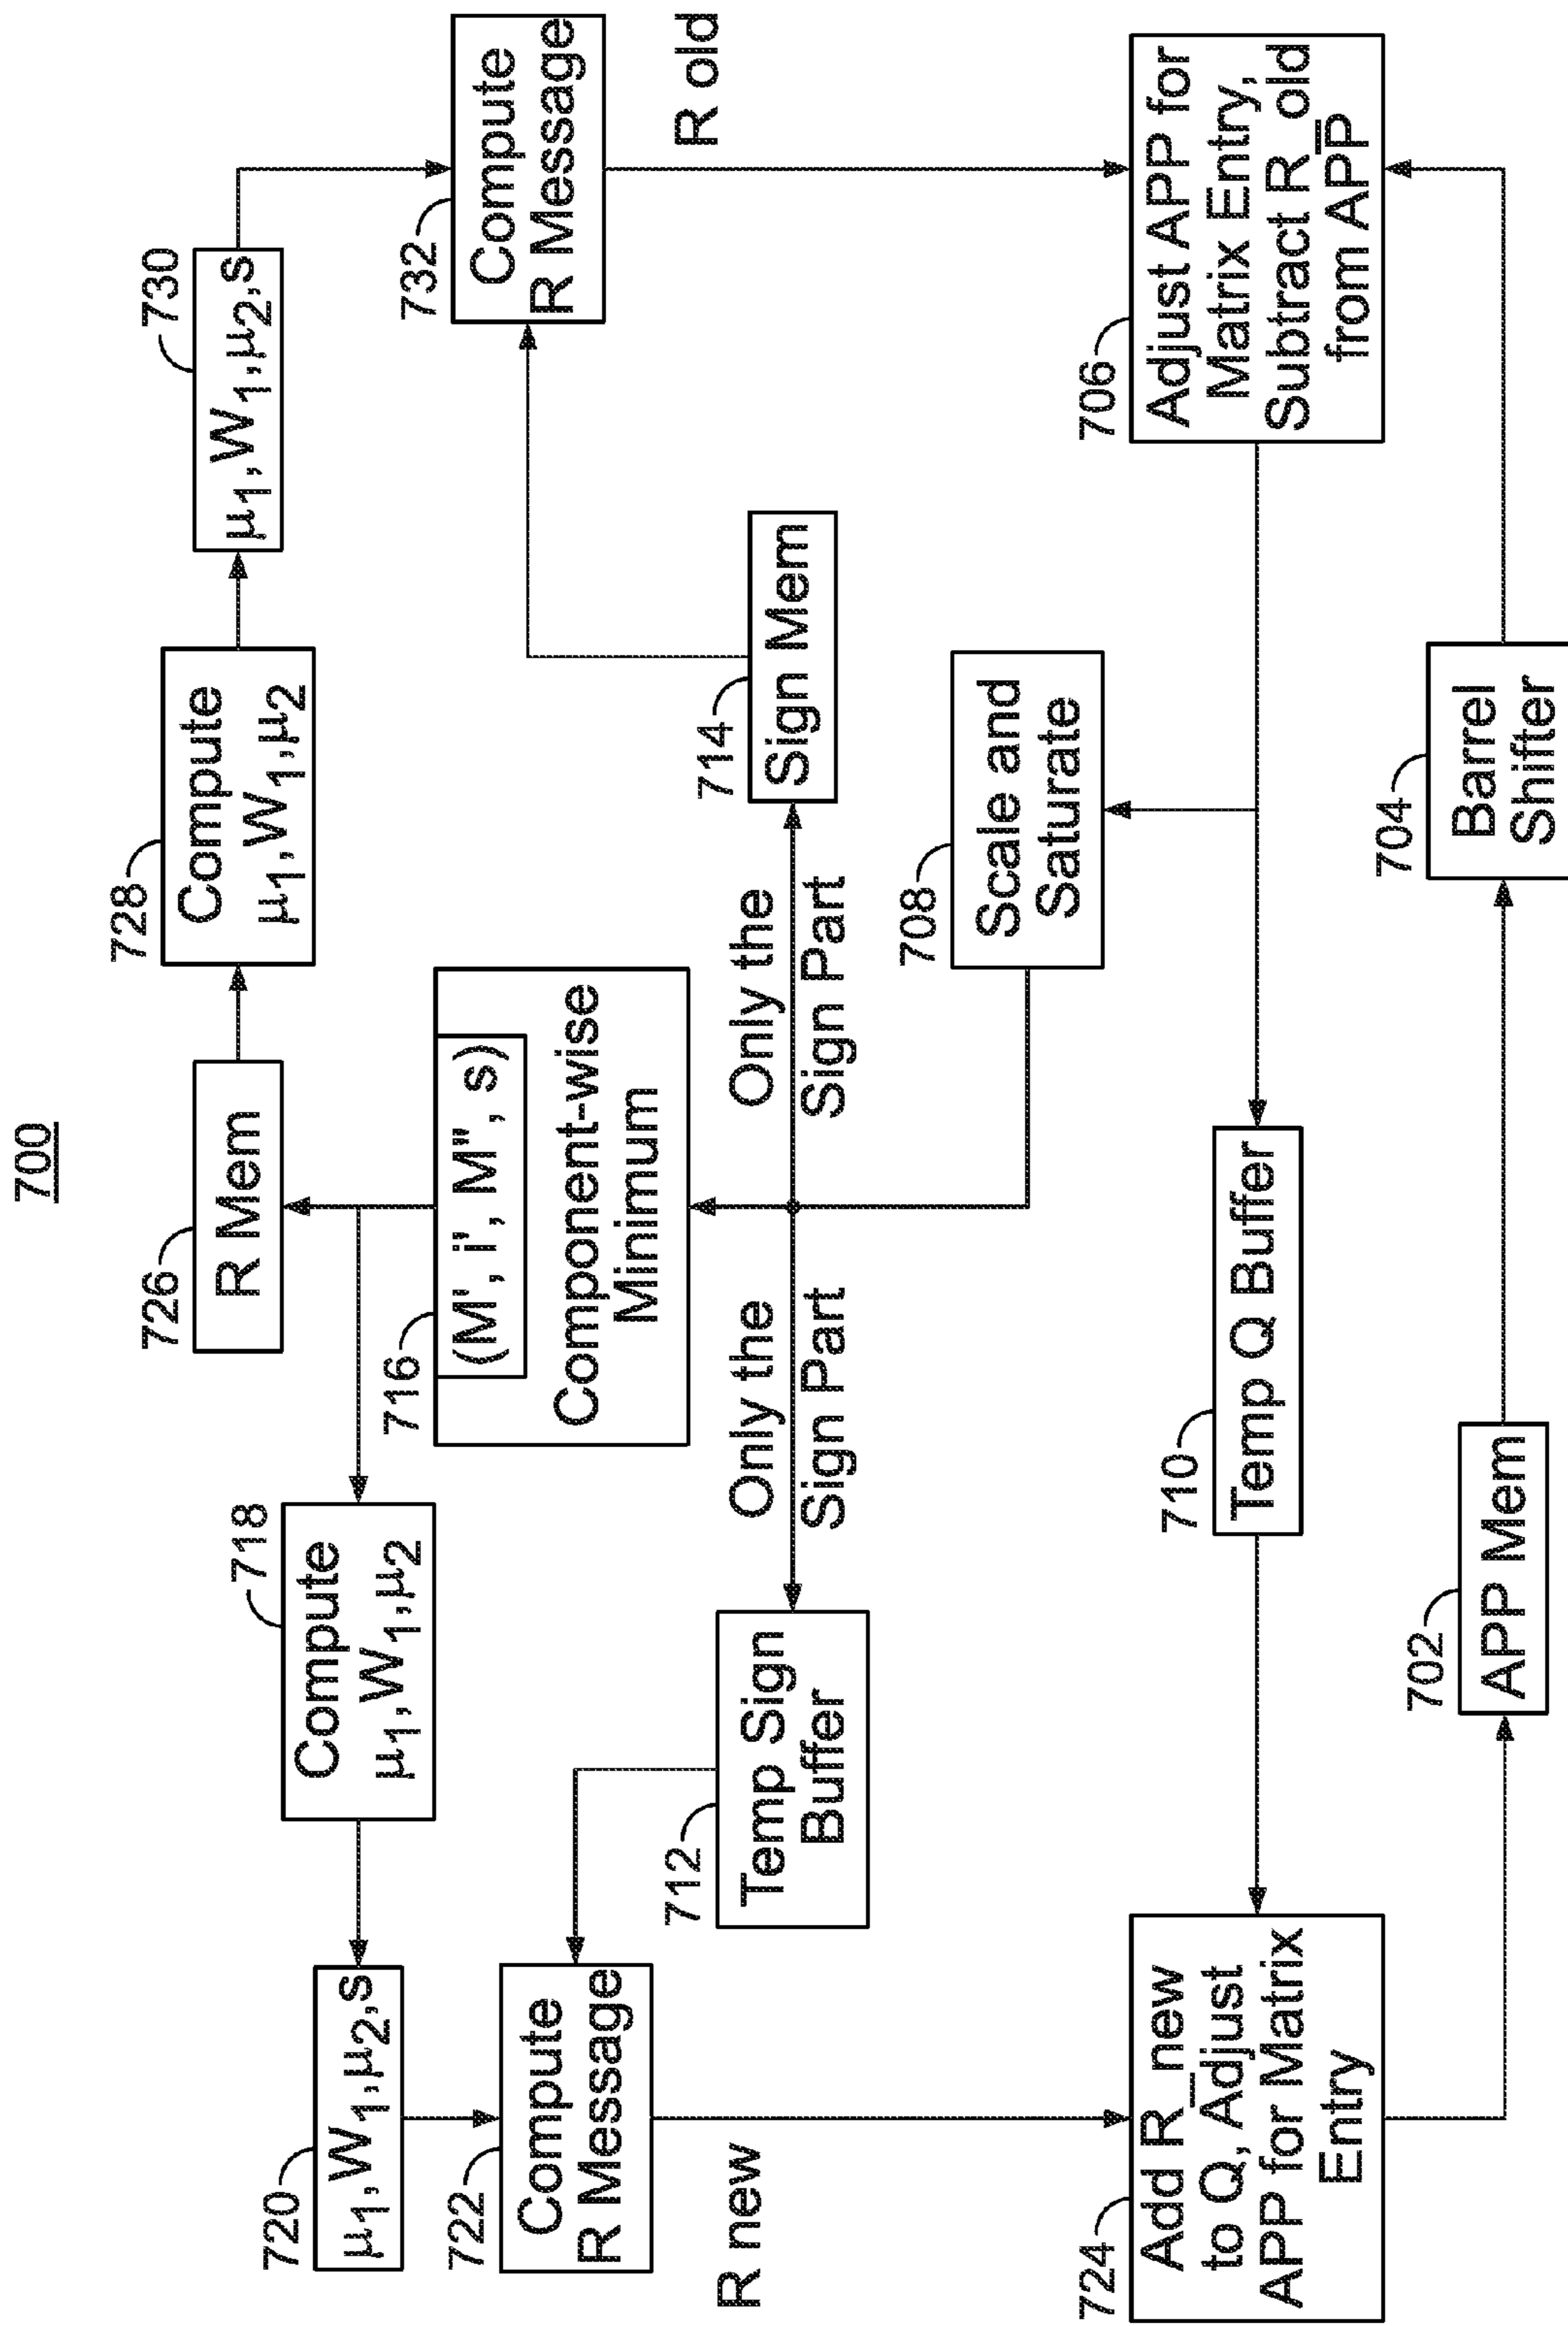 700
720
μ1,W1,μ2,s
718
Compute
μ1,W1,μ2
726
R Mem
728
Compute
μ1,W1,μ2
730
μ1,W1,μ2,s
722
Compute
R Message
R new
712
Temp Sign
Buffer
716
(M', i', M", s)
Component-wise
Minimum
Only the
Sign Part
Only the
Sign Part
714
Sign Mem
732
Compute
R Message
R old
708
Scale and
Saturate
724
Add R_new
to Q, Adjust
APP for Matrix
Entry
710
Temp Q Buffer
706
Adjust APP for
Matrix Entry,
Subtract R_old
from APP
702
APP Mem
704
Barrel
Shifter